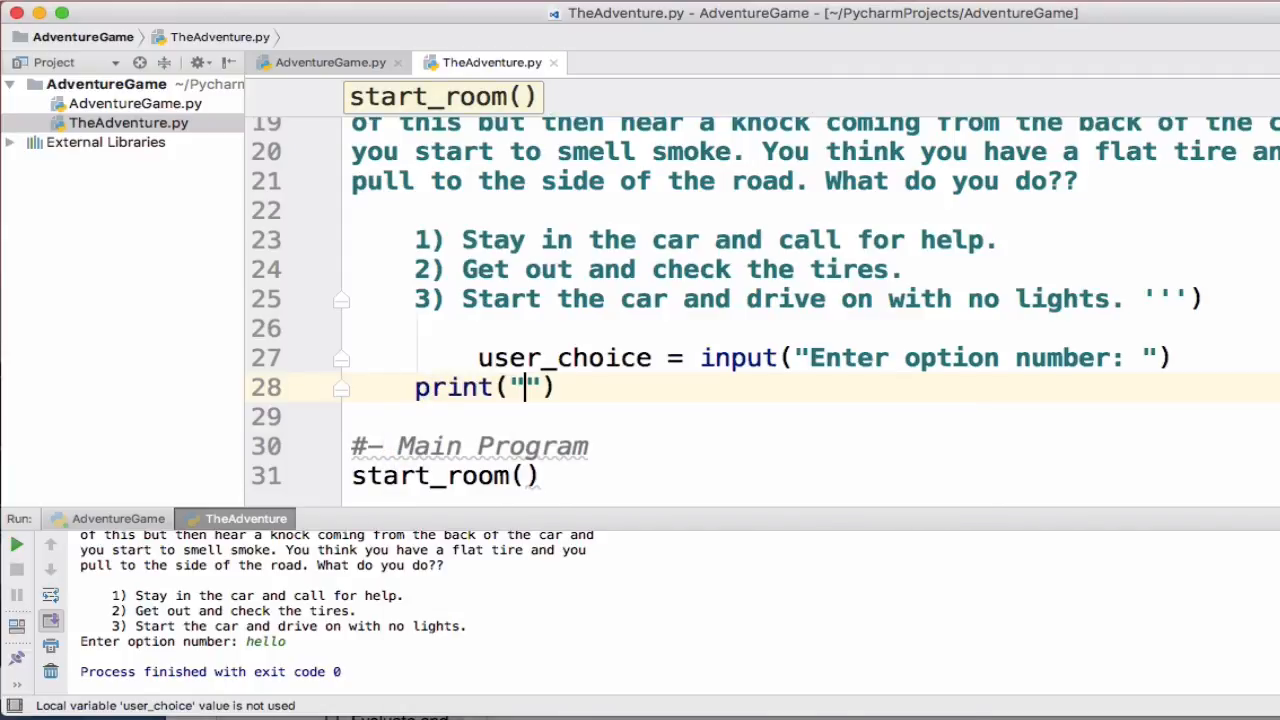 TheAdventure.py - AdventureGame - [~/PycharmProjects/AdventureGame]
AdventureGame TheAdventure.py
Project AdventureGame.py × TheAdventure.py ×
AdventureGame ~/Pycharm
AdventureGame.py
TheAdventure.py
External Libraries
start_room()
19 of this but then hear a knock coming from the back of the c
20 you start to smell smoke. You think you have a flat tire an
21 pull to the side of the road. What do you do??
22
23 1) Stay in the car and call for help.
24 2) Get out and check the tires.
25 3) Start the car and drive on with no lights. ''')
26
27 user_choice = input("Enter option number: ")
28 print("")
29
30 #- Main Program
31 start_room()
Run: AdventureGame TheAdventure
of this but then hear a knock coming from the back of the car and
you start to smell smoke. You think you have a flat tire and you
pull to the side of the road. What do you do??
1) Stay in the car and call for help.
2) Get out and check the tires.
3) Start the car and drive on with no lights.
Enter option number: hello
Process finished with exit code 0
Local variable 'user_choice' value is not used